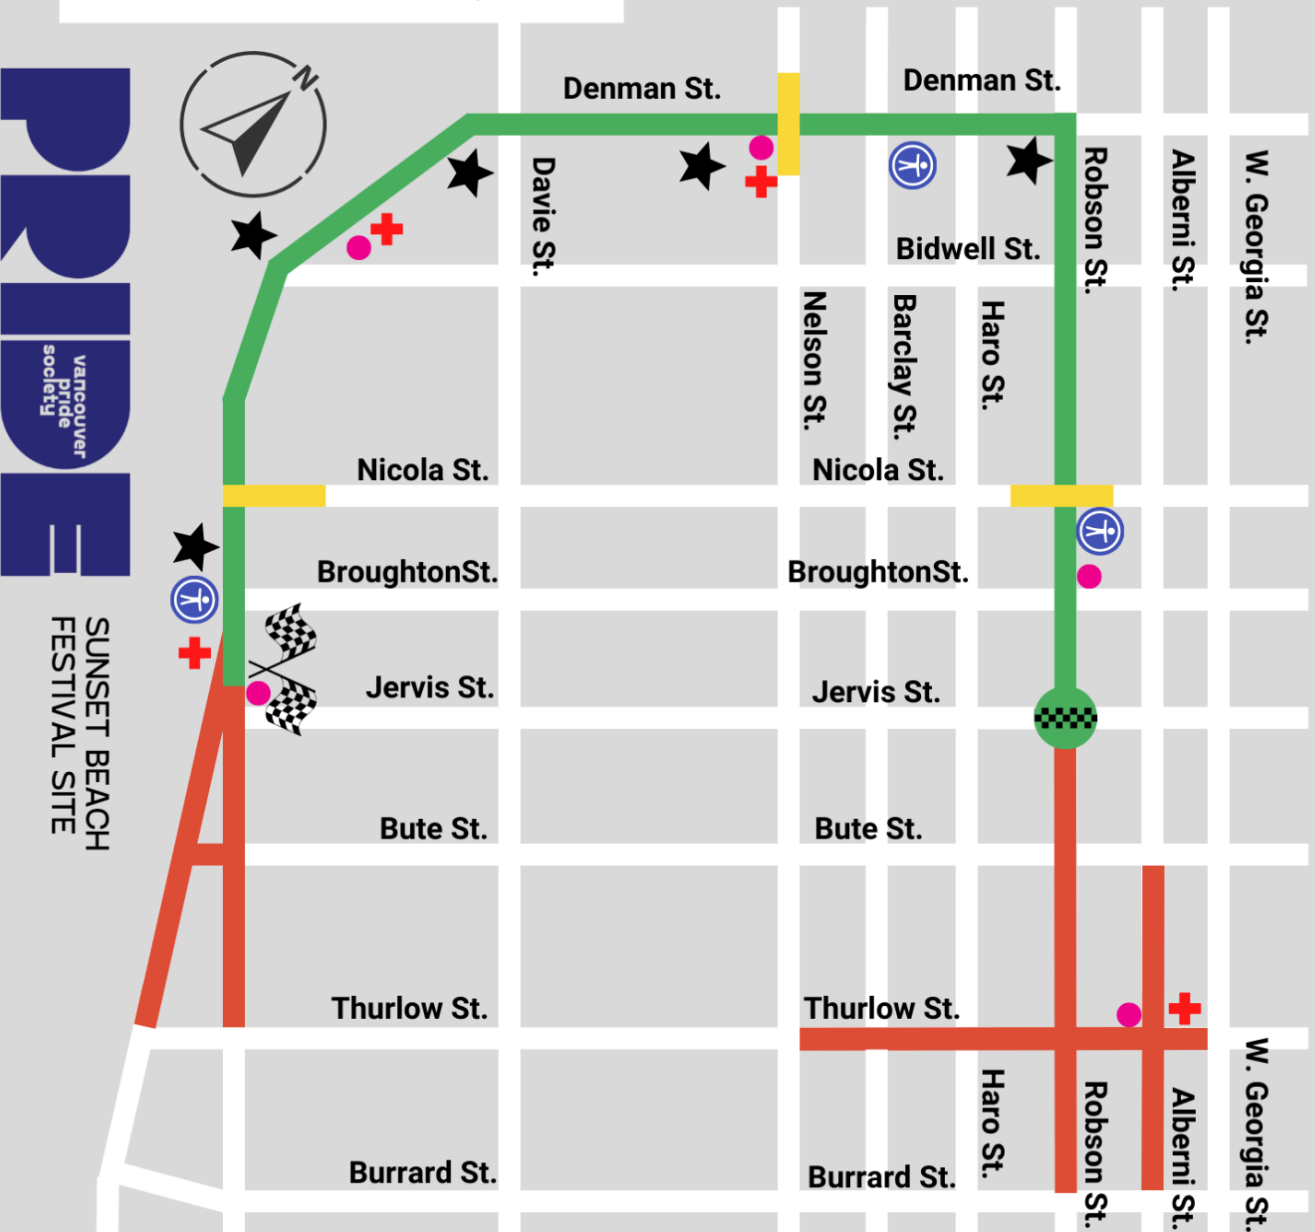 N
Denman St.
Denman St.
PRIDE
vancouver
pride
society
Davie St.
Robson St.
Alberni St.
W. Georgia St.
Bidwell St.
Nelson St.
Barclay St.
Haro St.
Nicola St.
Nicola St.
BroughtonSt.
BroughtonSt.
SUNSET BEACH
FESTIVAL SITE
Jervis St.
Jervis St.
Bute St.
Bute St.
Thurlow St.
Thurlow St.
Haro St.
Robson St.
Alberni St.
W. Georgia St.
Burrard St.
Burrard St.